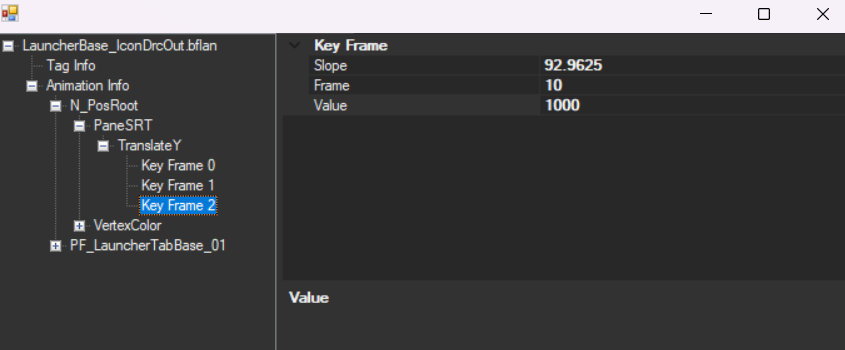 LauncherBase_IconDrcOut.bflan
Tag Info
Animation Info
N_PosRoot
PaneSRT
TranslateY
Key Frame 0
Key Frame 1
Key Frame 2
VertexColor
PF_LauncherTabBase_01
Key Frame
Slope 92.9625
Frame 10
Value 1000
Value